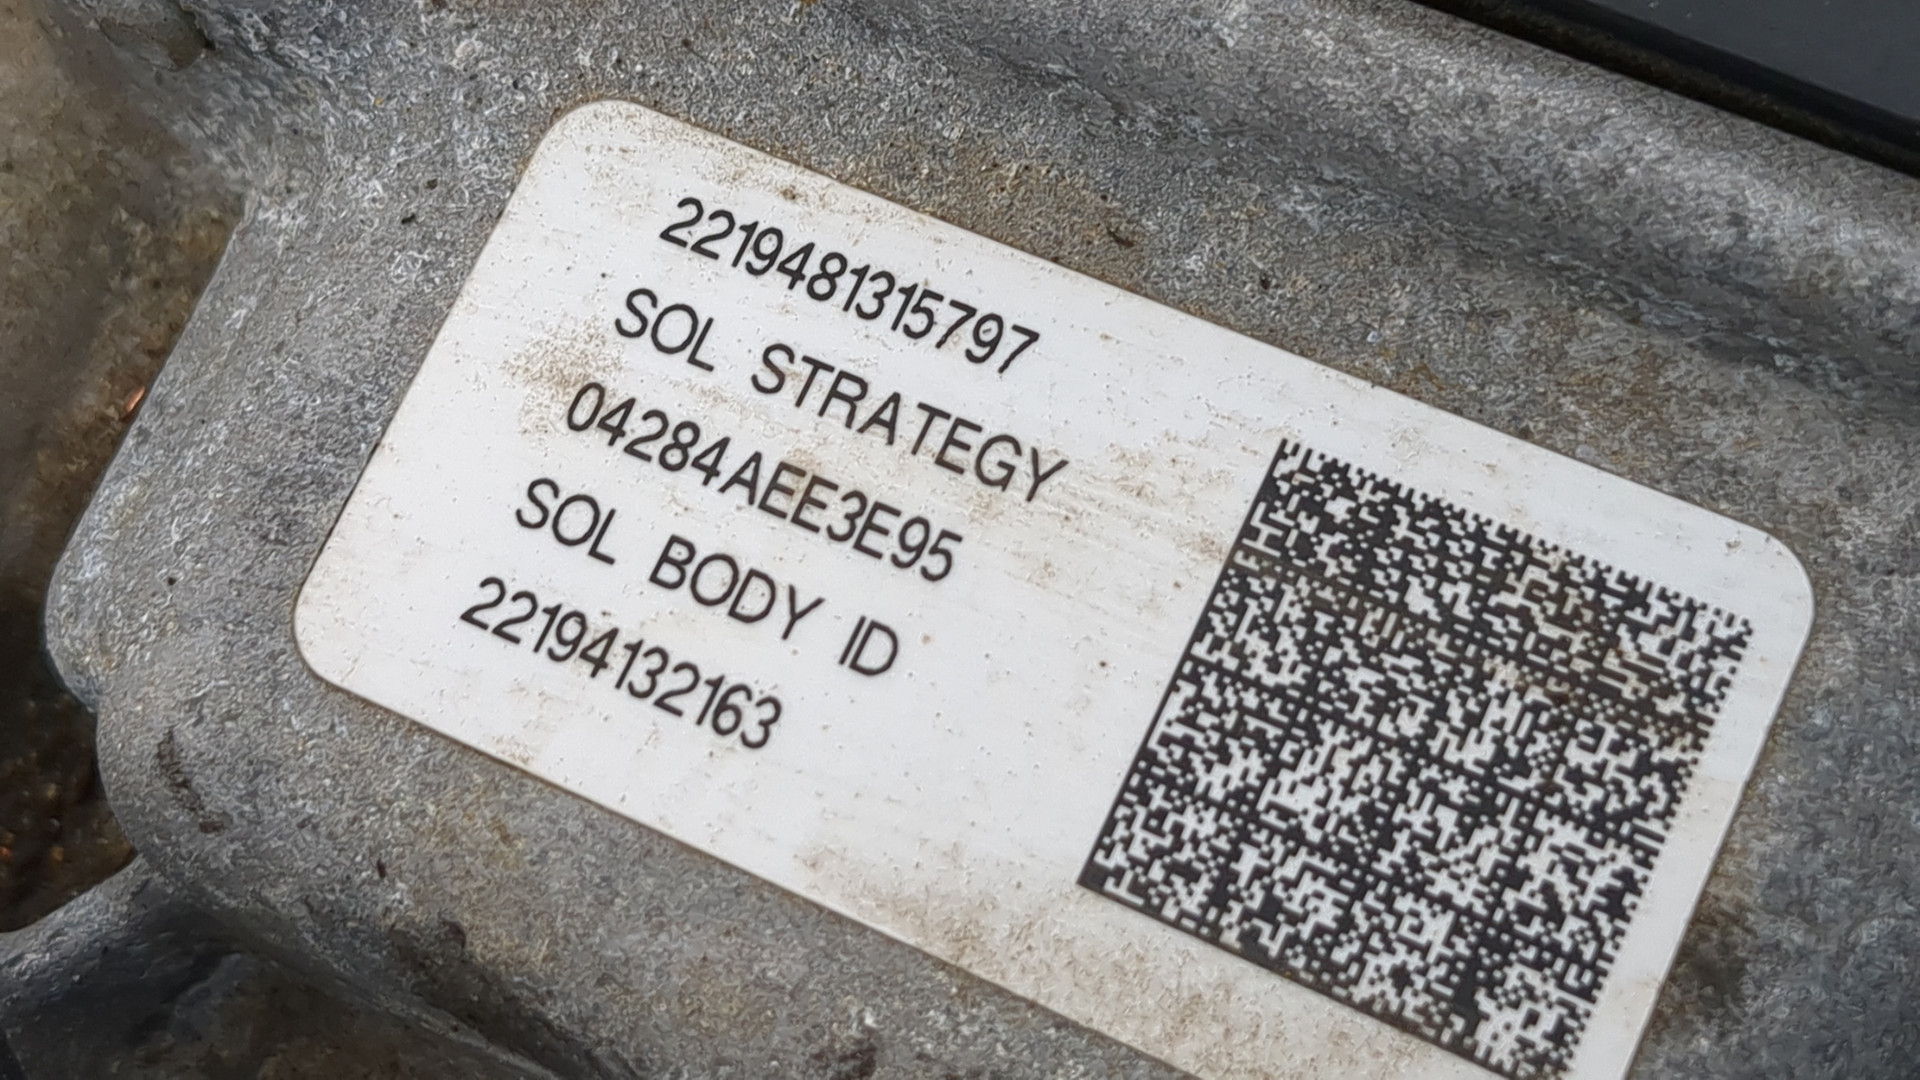 2219481315797
SOL STRATEGY
04284AEE3E95
SOL BODY ID
22194132163